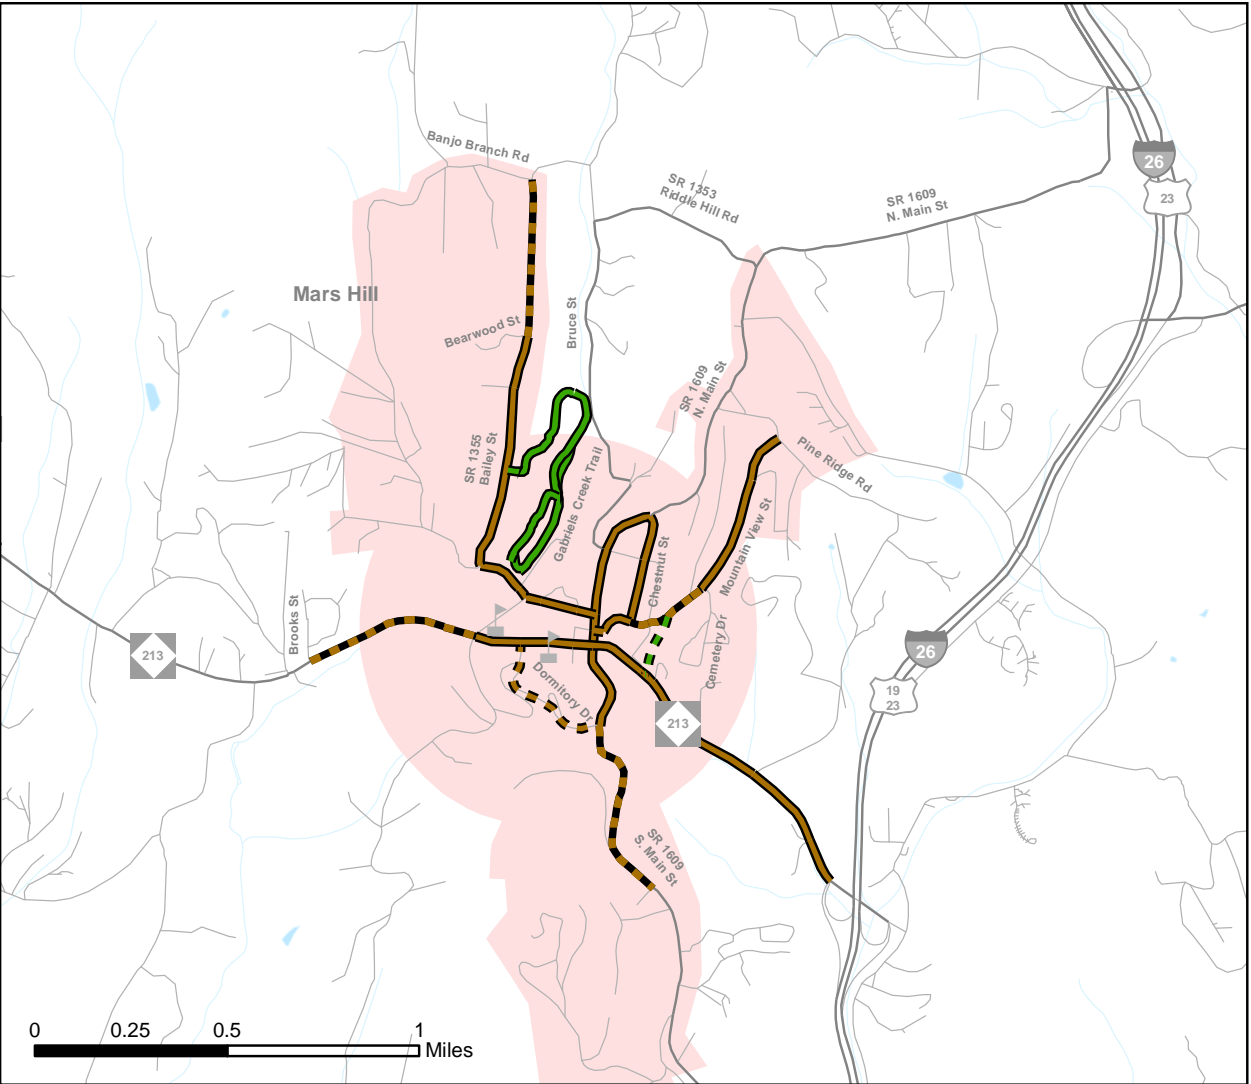 Banjo Branch Rd
26
23
SR 1353
Riddle Hill Rd
SR 1609
N. Main St
Mars Hill
Bearwood St
Bruce St
SR 1609
N. Main St
SR 1355
Bailey St
Gabriels Creek Trail
Pine Ridge Rd
Mountain View St
Chestnut St
Brooks St
213
Cemetery Dr
26
Dormitory Dr
19
23
213
SR 1609
S. Main St
0
0.25
0.5
1
Miles